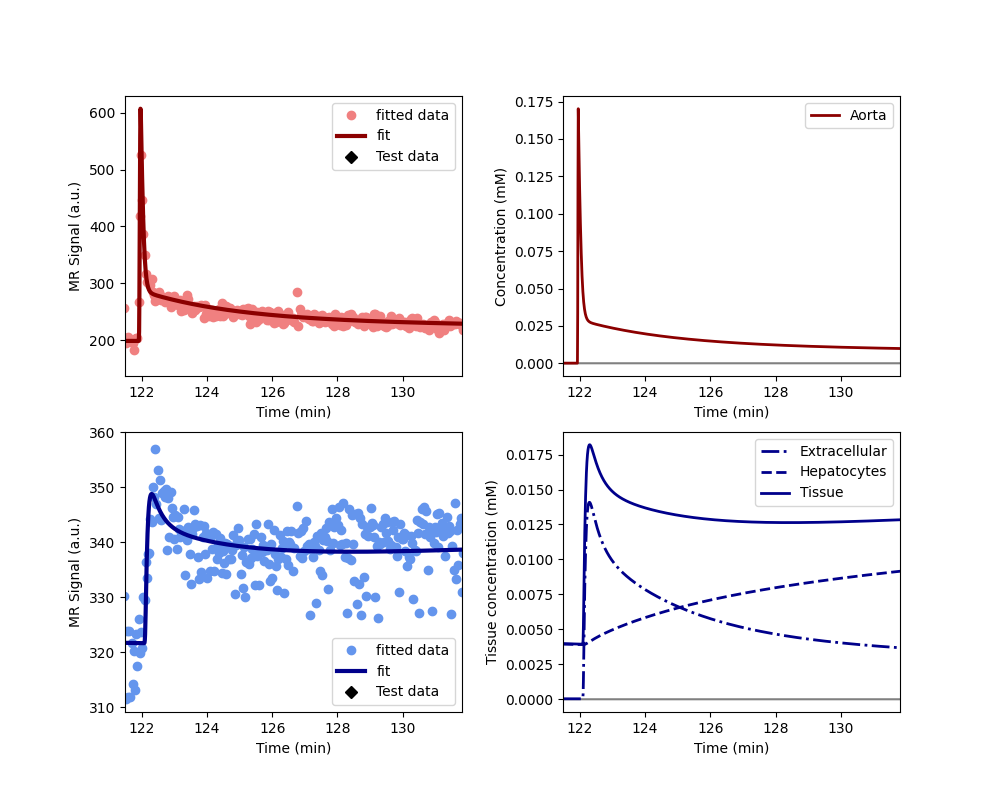 600
500
400
300
200
MR Signal (a.u.)
122 124 126 128 130
Time (min)
fitted data
fit
Test data
0.175
0.150
0.125
0.100
0.075
0.050
0.025
0.000
Concentration (mM)
122 124 126 128 130
Time (min)
Aorta
360
350
340
330
320
310
MR Signal (a.u.)
122 124 126 128 130
Time (min)
fitted data
fit
Test data
0.0175
0.0150
0.0125
0.0100
0.0075
0.0050
0.0025
0.0000
Tissue concentration (mM)
122 124 126 128 130
Time (min)
Extracellular
Hepatocytes
Tissue